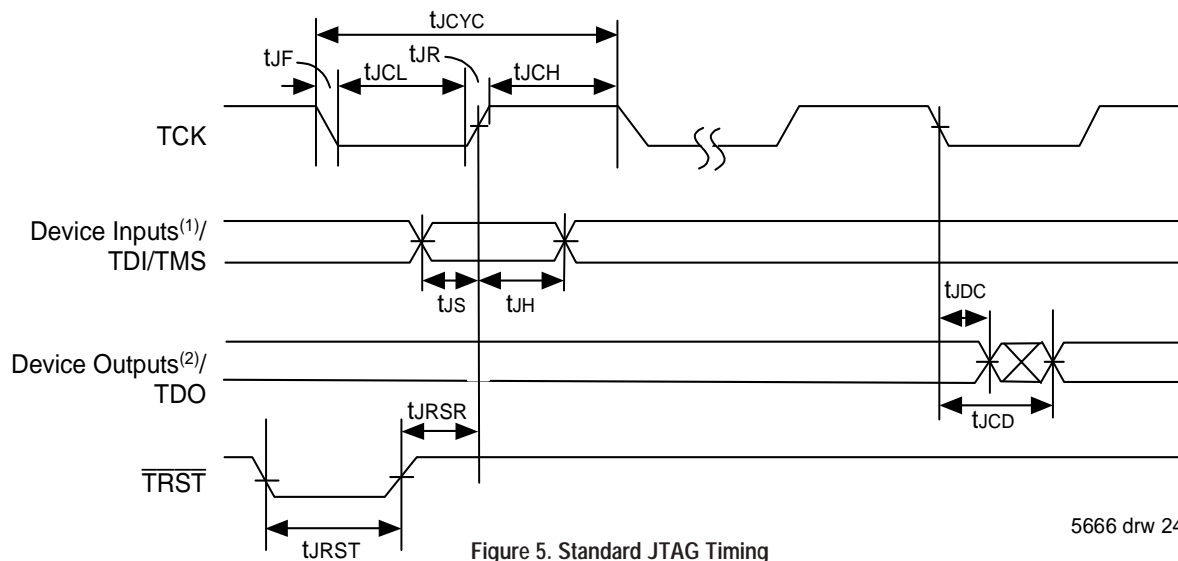 tJCYC
tJF
tJCL
tJR
tJCH
TCK
Device Inputs(1)/
TDI/TMS
tJS
tJH
tJDC
Device Outputs(2)/
TDO
tJRSR
tJCD
TRST
tJRST
5666 drw 24
Figure 5. Standard JTAG Timing